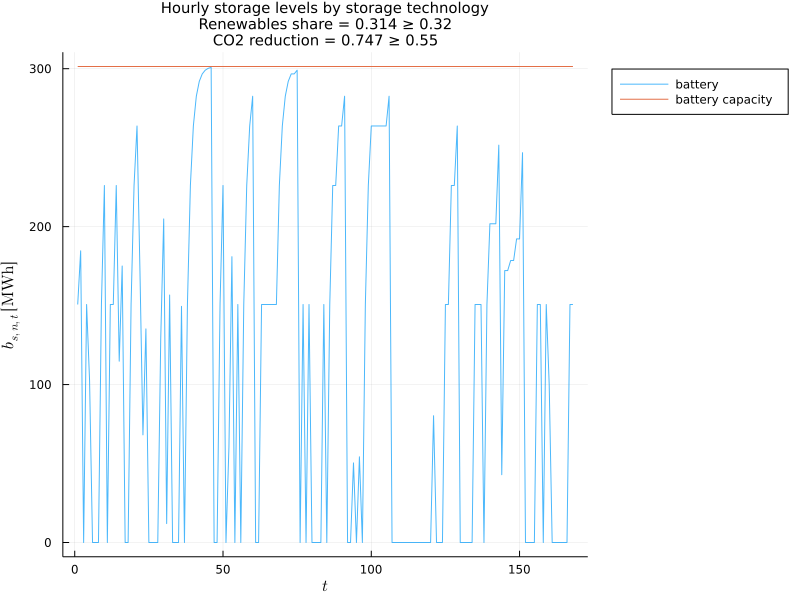 Hourly storage levels by storage technology
Renewables share = 0.314 ≥ 0.32
CO2 reduction = 0.747 ≥ 0.55
300
200
100
0
b_{s, n, t} [MWh]
0 50 100 150
t
battery
battery capacity